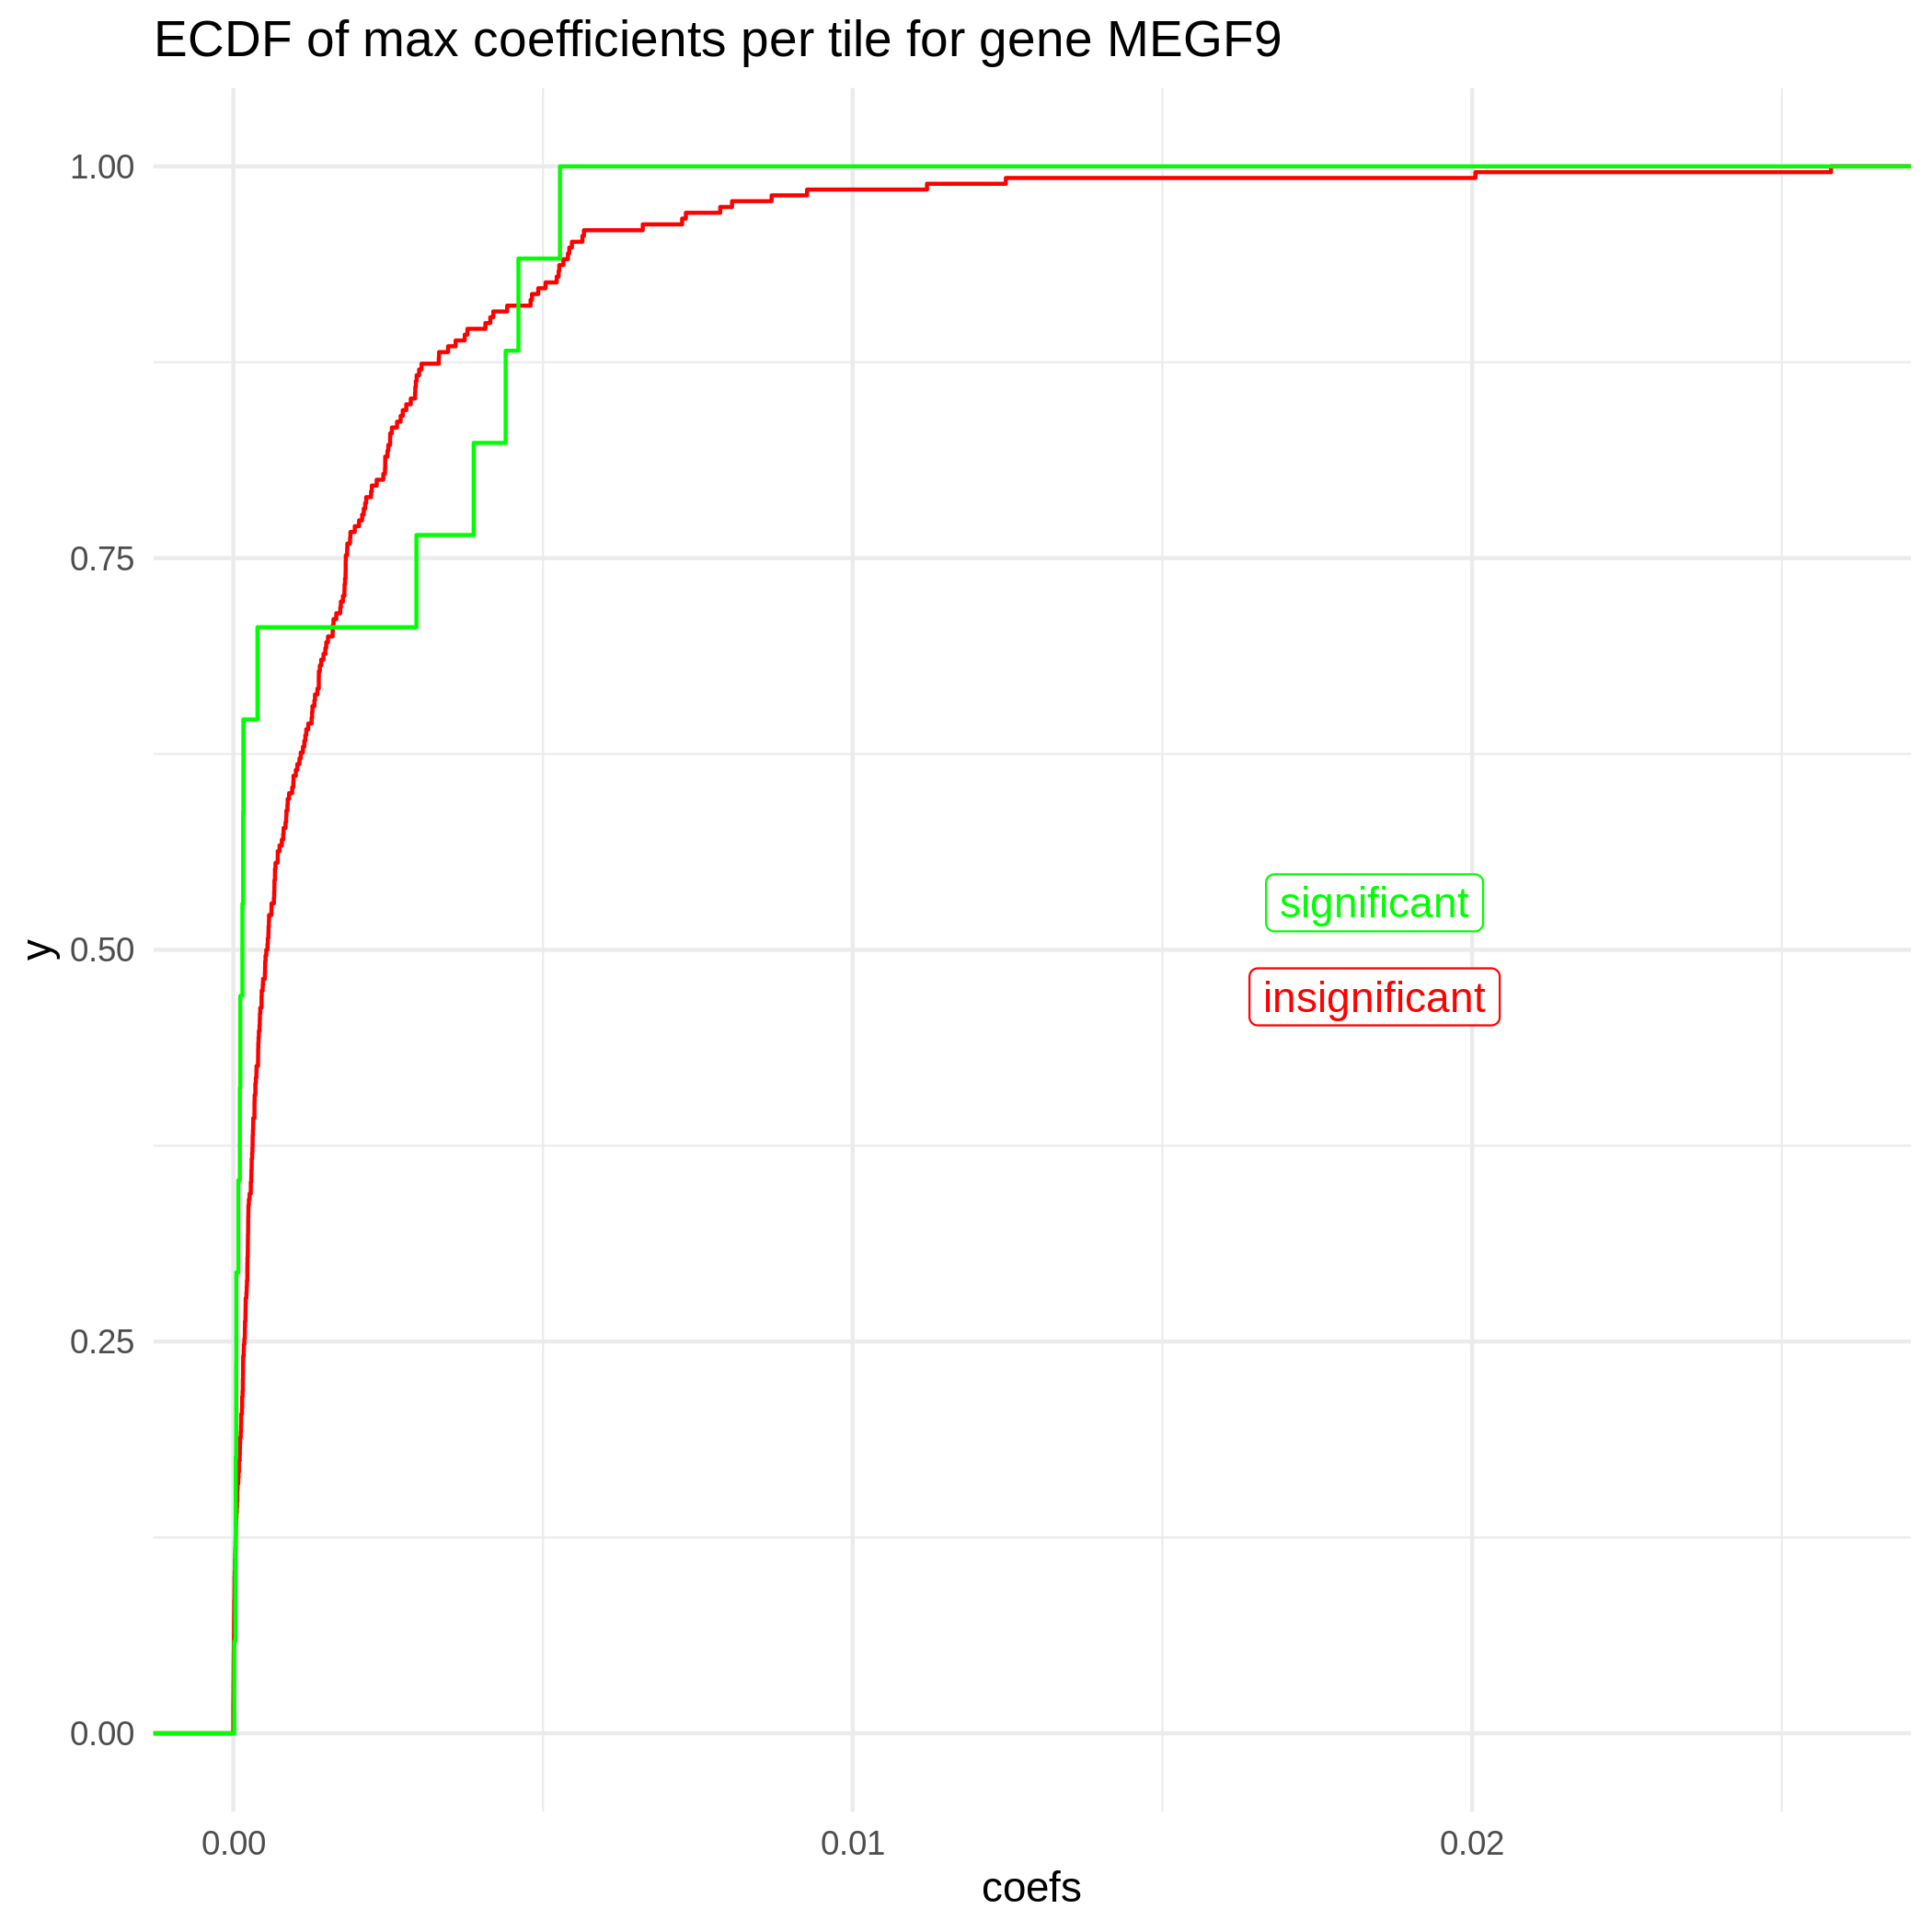 ECDF of max coefficients per tile for gene MEGF9
1.00
0.75
0.50
0.25
0.00
y
significant
insignificant
0.00 0.01 0.02
coefs